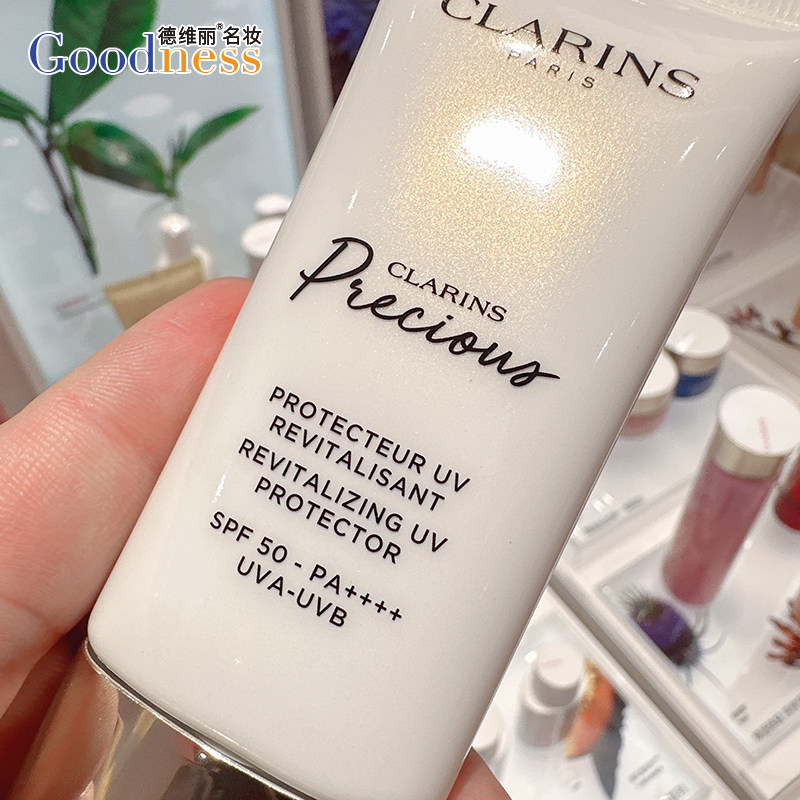 德维丽®名妆
Goodness
CLARINS
PARIS
CLARINS
Precious
PROTECTEUR UV
REVITALISANT
REVITALIZING UV
PROTECTOR
SPF 50 - PA++++
UVA-UVB